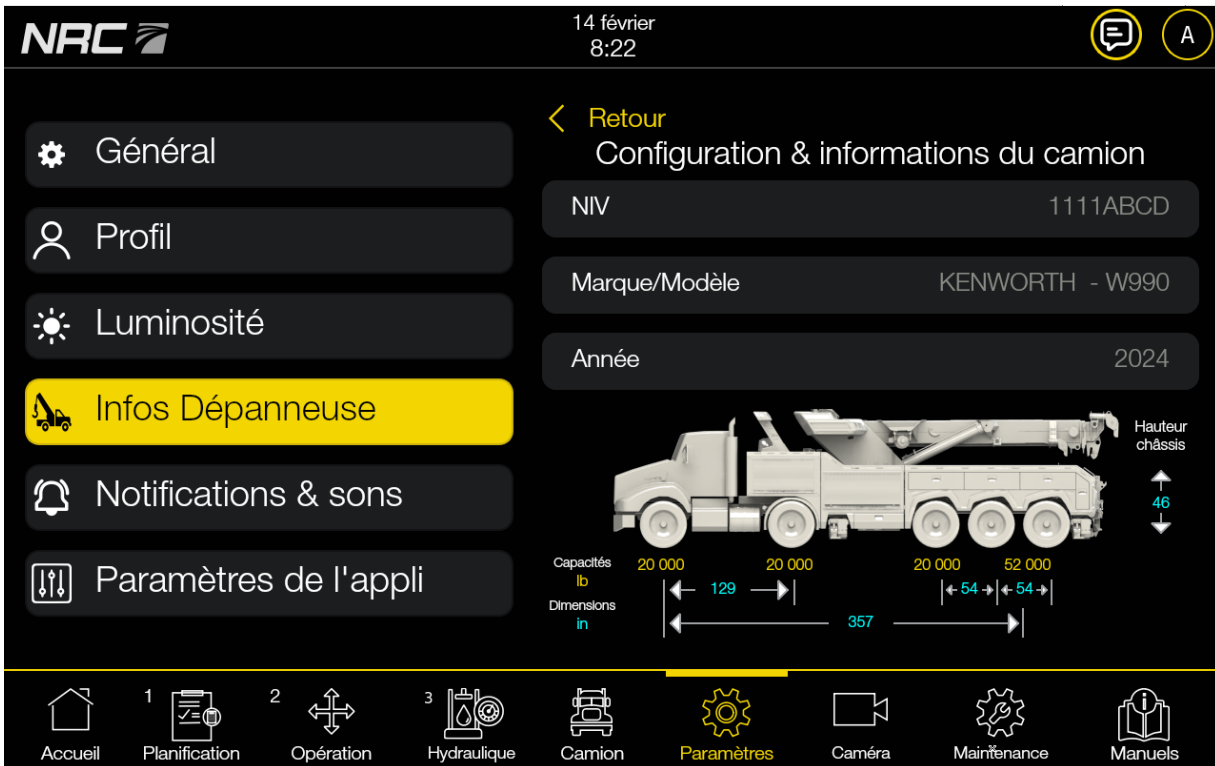 NRC
14 février
8:22
A
Général
Profil
Luminosité
Infos Dépanneuse
Notifications & sons
Paramètres de l'appli
Retour
Configuration & informations du camion
NIV 1111ABCD
Marque/Modèle KENWORTH - W990
Année 2024
Hauteur
châssis
46
Capacités
lb
20 000 20 000 20 000 52 000
Dimensions
in
129 54 54
357
Accueil
1 Planification
2 Opération
3 Hydraulique
Camion
Paramètres
Caméra
Maintenance
Manuels